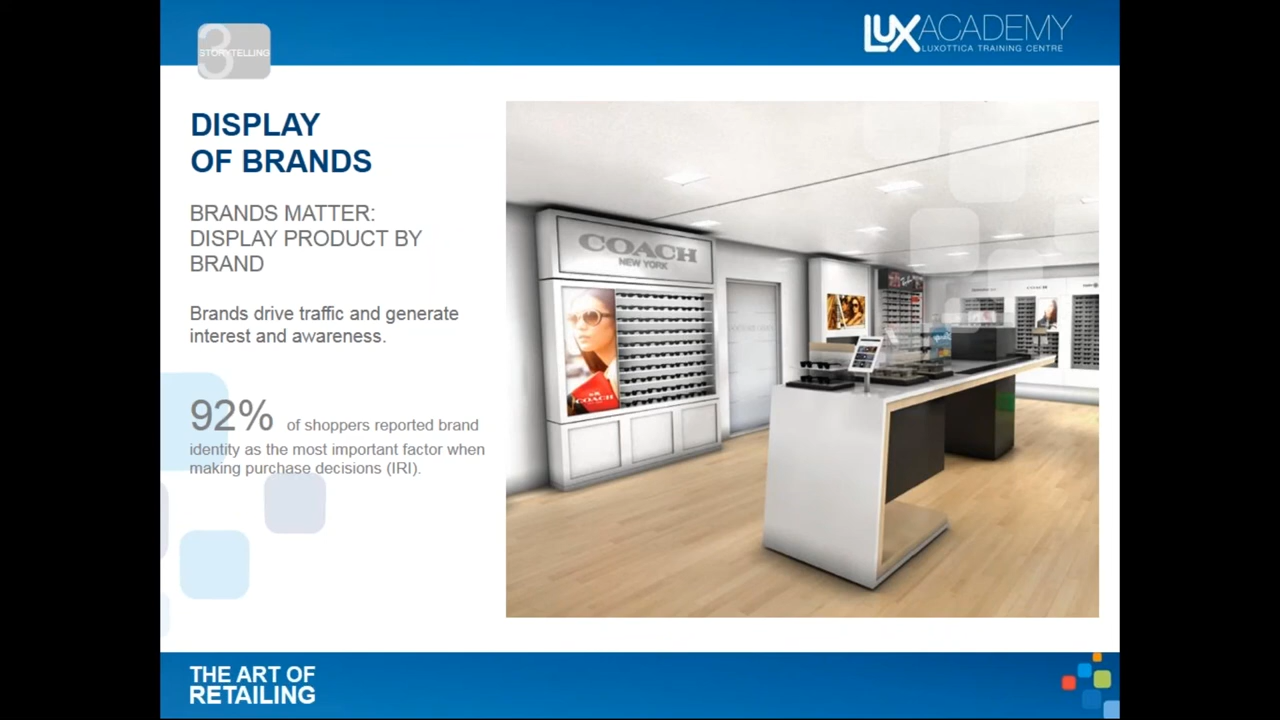 3
STORYTELLING
LUXACADEMY
LUXOTTICA TRAINING CENTRE
DISPLAY
OF BRANDS
BRANDS MATTER:
DISPLAY PRODUCT BY
BRAND
Brands drive traffic and generate
interest and awareness.
92% of shoppers reported brand
identity as the most important factor when
making purchase decisions (IRI).
COACH
NEW YORK
COACH
THE ART OF
RETAILING